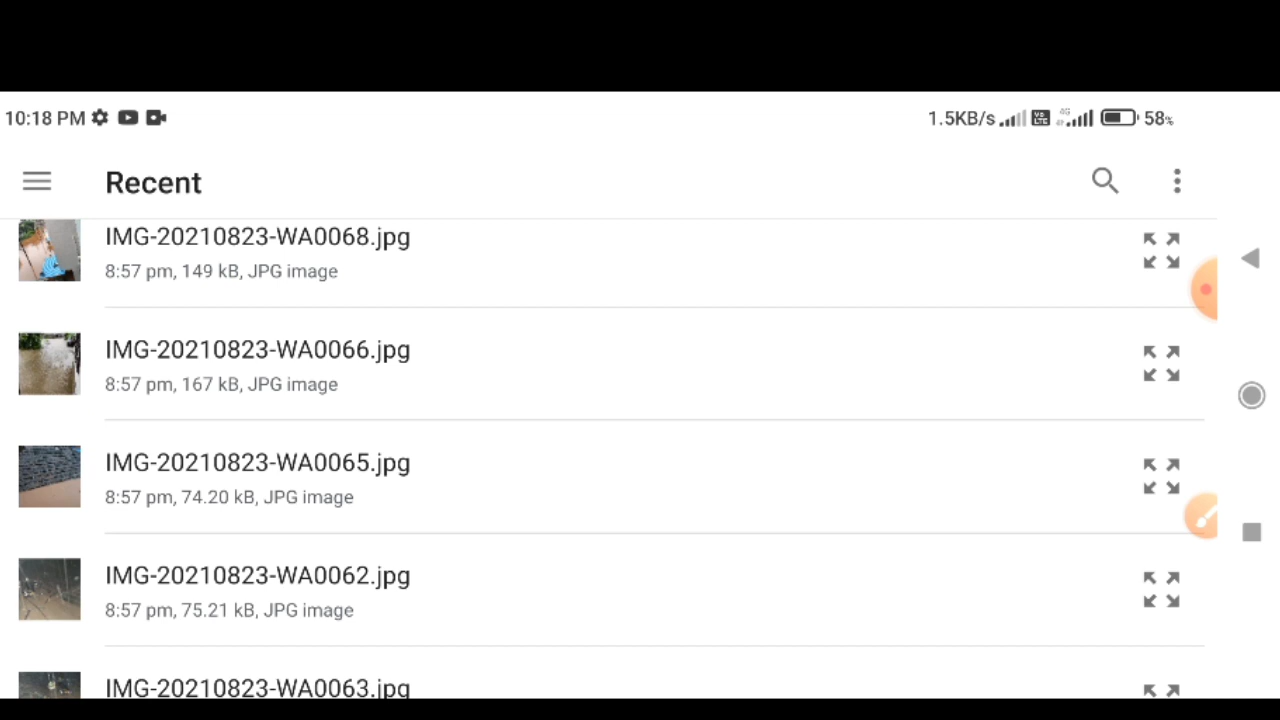 10:18 PM 1.5KB/s 58%
Recent
IMG-20210823-WA0068.jpg
8:57 pm, 149 kB, JPG image
IMG-20210823-WA0066.jpg
8:57 pm, 167 kB, JPG image
IMG-20210823-WA0065.jpg
8:57 pm, 74.20 kB, JPG image
IMG-20210823-WA0062.jpg
8:57 pm, 75.21 kB, JPG image
IMG-20210823-WA0063.jpg